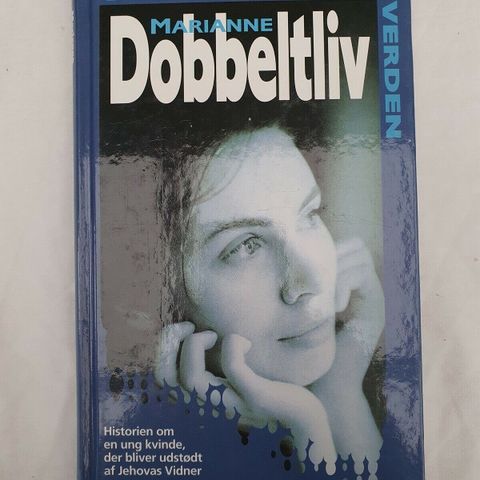 MARIANNE
Dobbeltliv
VERDEN
Historien om
en ung kvinde,
der bliver udstødt
af Jehovas Vidner